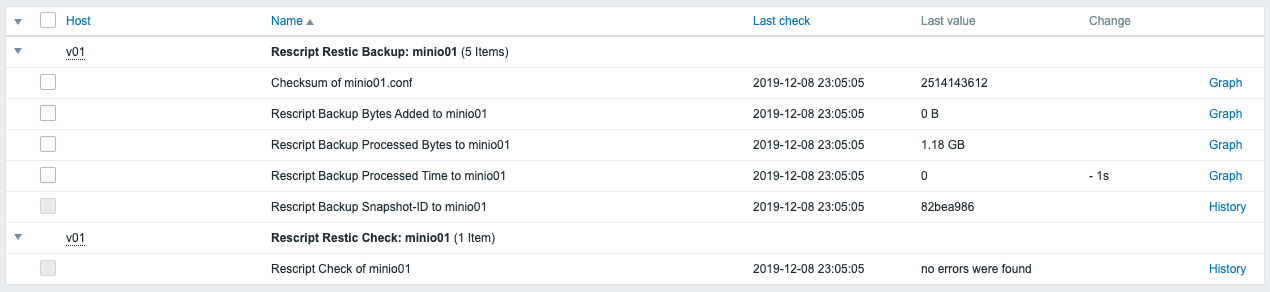 Host Name Last check Last value Change
v01 Rescript Restic Backup: minio01 (5 Items)
Checksum of minio01.conf 2019-12-08 23:05:05 2514143612 Graph
Rescript Backup Bytes Added to minio01 2019-12-08 23:05:05 0 B Graph
Rescript Backup Processed Bytes to minio01 2019-12-08 23:05:05 1.18 GB Graph
Rescript Backup Processed Time to minio01 2019-12-08 23:05:05 0 - 1s Graph
Rescript Backup Snapshot-ID to minio01 2019-12-08 23:05:05 82bea986 History
v01 Rescript Restic Check: minio01 (1 Item)
Rescript Check of minio01 2019-12-08 23:05:05 no errors were found History